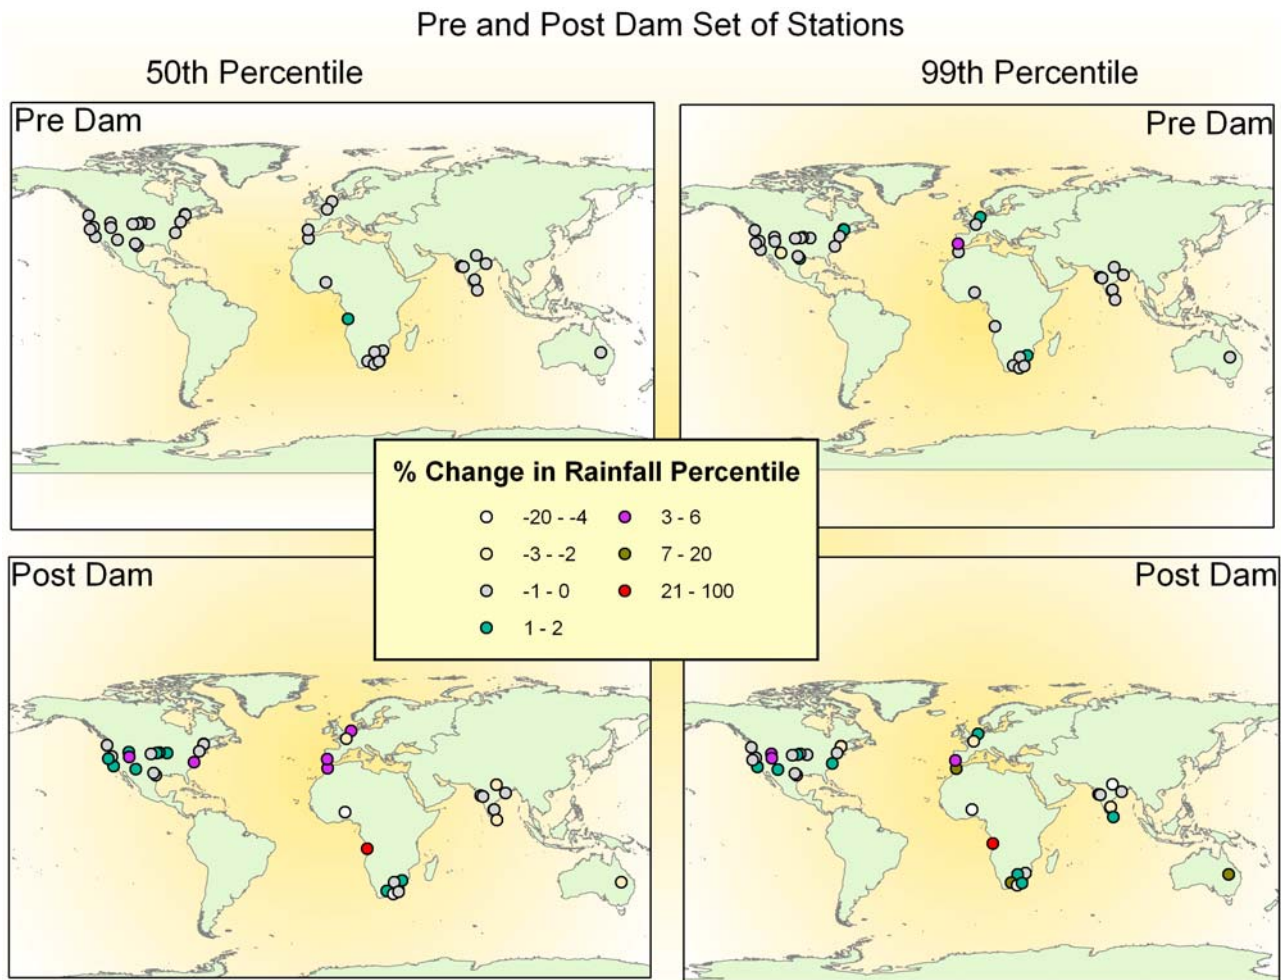 Pre and Post Dam Set of Stations
50th Percentile
99th Percentile
Pre Dam
Pre Dam
% Change in Rainfall Percentile
-20 - -4
3 - 6
-3 - -2
7 - 20
-1 - 0
21 - 100
1 - 2
Post Dam
Post Dam